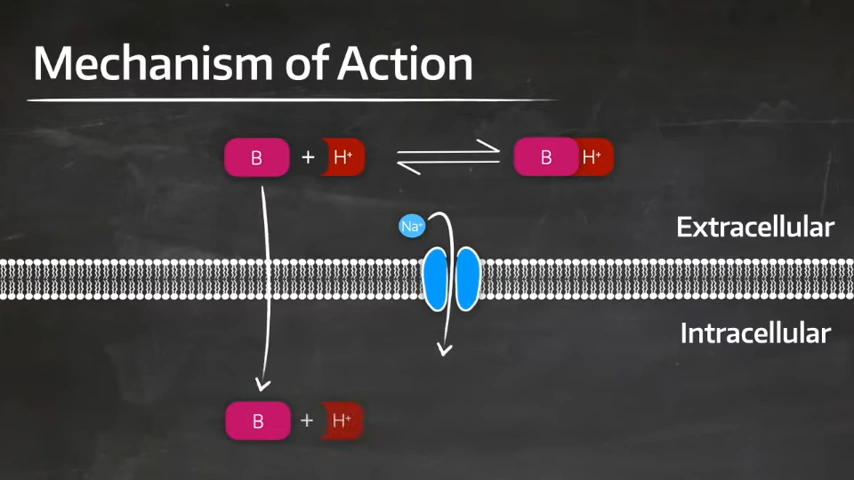 Mechanism of Action
B + H⁺ ⇌ B H⁺
Na⁺
Extracellular
Intracellular
B + H⁺